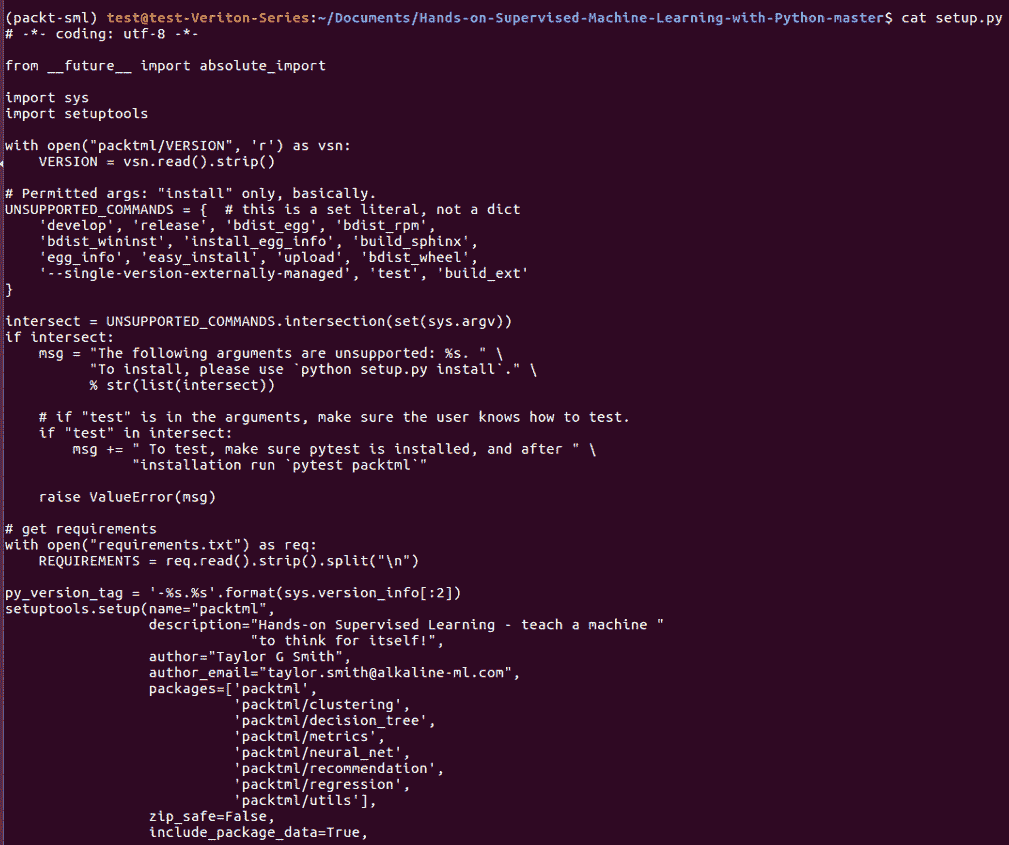 (packt-sml) test@test-Veriton-Series:~/Documents/Hands-on-Supervised-Machine-Learning-with-Python-master$ cat setup.py
# -*- coding: utf-8 -*-

from __future__ import absolute_import

import sys
import setuptools

with open("packtml/VERSION", 'r') as vsn:
    VERSION = vsn.read().strip()

# Permitted args: "install" only, basically.
UNSUPPORTED_COMMANDS = {  # this is a set literal, not a dict
    'develop', 'release', 'bdist_egg', 'bdist_rpm',
    'bdist_wininst', 'install_egg_info', 'build_sphinx',
    'egg_info', 'easy_install', 'upload', 'bdist_wheel',
    '--single-version-externally-managed', 'test', 'build_ext'
}

intersect = UNSUPPORTED_COMMANDS.intersection(set(sys.argv))
if intersect:
    msg = "The following arguments are unsupported: %s. " \
          "To install, please use `python setup.py install`." \
          % str(list(intersect))

    # if "test" is in the arguments, make sure the user knows how to test.
    if "test" in intersect:
        msg += " To test, make sure pytest is installed, and after " \
               "installation run `pytest packtml`"

    raise ValueError(msg)

# get requirements
with open("requirements.txt") as req:
    REQUIREMENTS = req.read().strip().split("\n")

py_version_tag = '-%s.%s'.format(sys.version_info[:2])
setuptools.setup(name="packtml",
                 description="Hands-on Supervised Learning - teach a machine "
                             "to think for itself!",
                 author="Taylor G Smith",
                 author_email="taylor.smith@alkaline-ml.com",
                 packages=['packtml',
                           'packtml/clustering',
                           'packtml/decision_tree',
                           'packtml/metrics',
                           'packtml/neural_net',
                           'packtml/recommendation',
                           'packtml/regression',
                           'packtml/utils'],
                 zip_safe=False,
                 include_package_data=True,